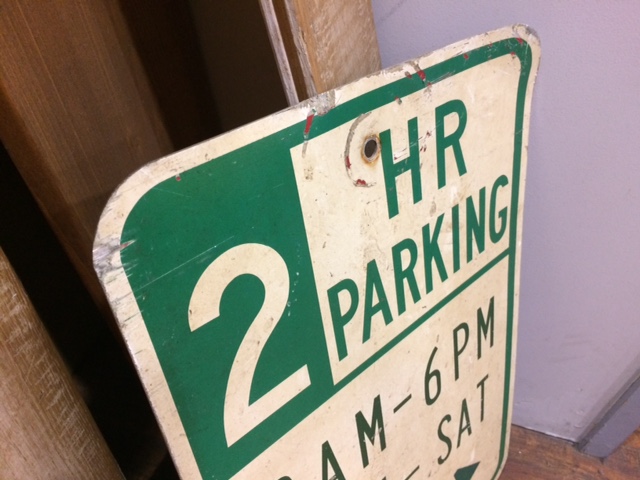 2 HR
PARKING
AM-6PM
- SAT